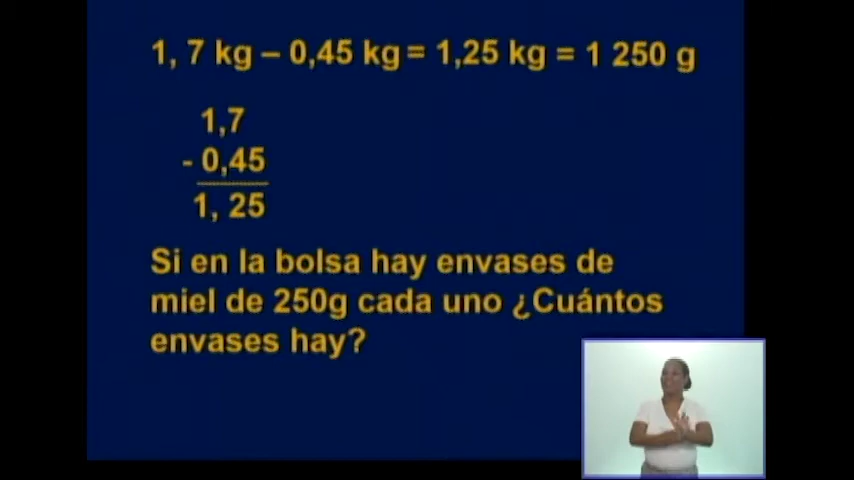 1, 7 kg – 0,45 kg = 1,25 kg = 1 250 g
1,7
- 0,45
1, 25
Si en la bolsa hay envases de
miel de 250g cada uno ¿Cuántos
envases hay?